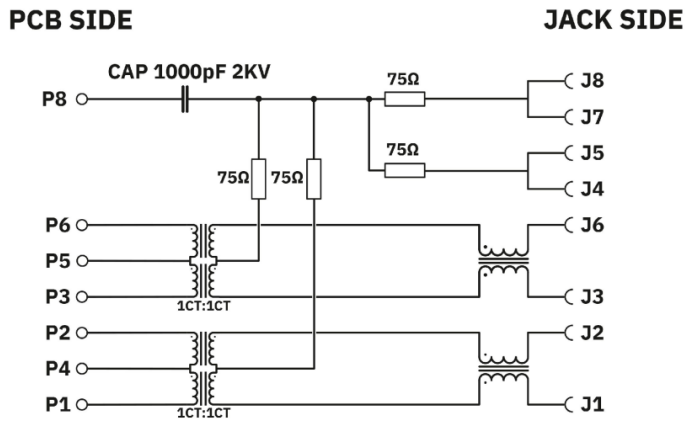 PCB SIDE
JACK SIDE
CAP 1000pF 2KV
75Ω
J8
P8
J7
75Ω
J5
75Ω
75Ω
J4
P6
J6
P5
P3
J3
1CT:1CT
P2
J2
P4
P1
J1
1CT:1CT